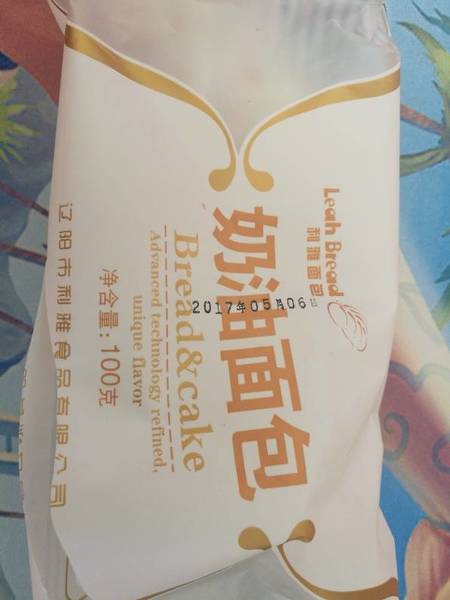 Leah Bread
利雅面包
奶油面包
2017年05月06日
Bread&cake
Advanced technology refined,
unique flavor
净含量:100克
辽阳市利雅食品有限公司